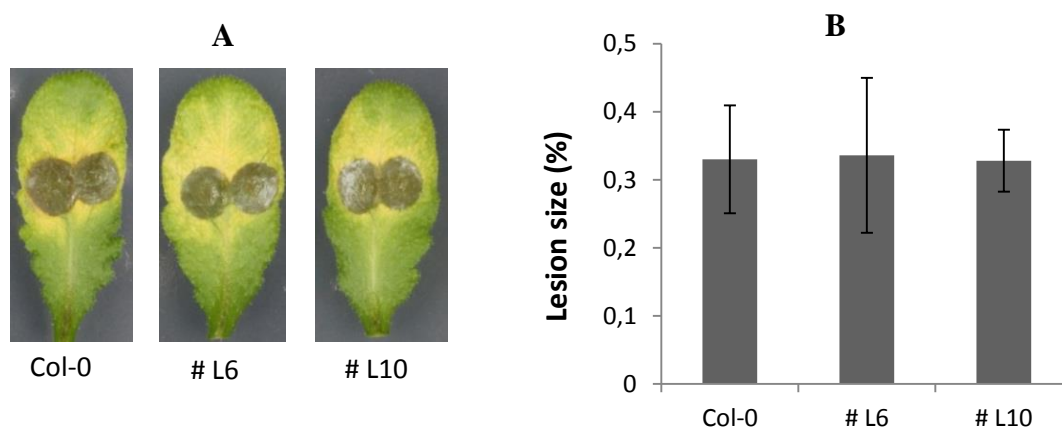 A
Col-0
# L6
# L10
B
Lesion size (%)
0,5
0,4
0,3
0,2
0,1
0
Col-0
# L6
# L10